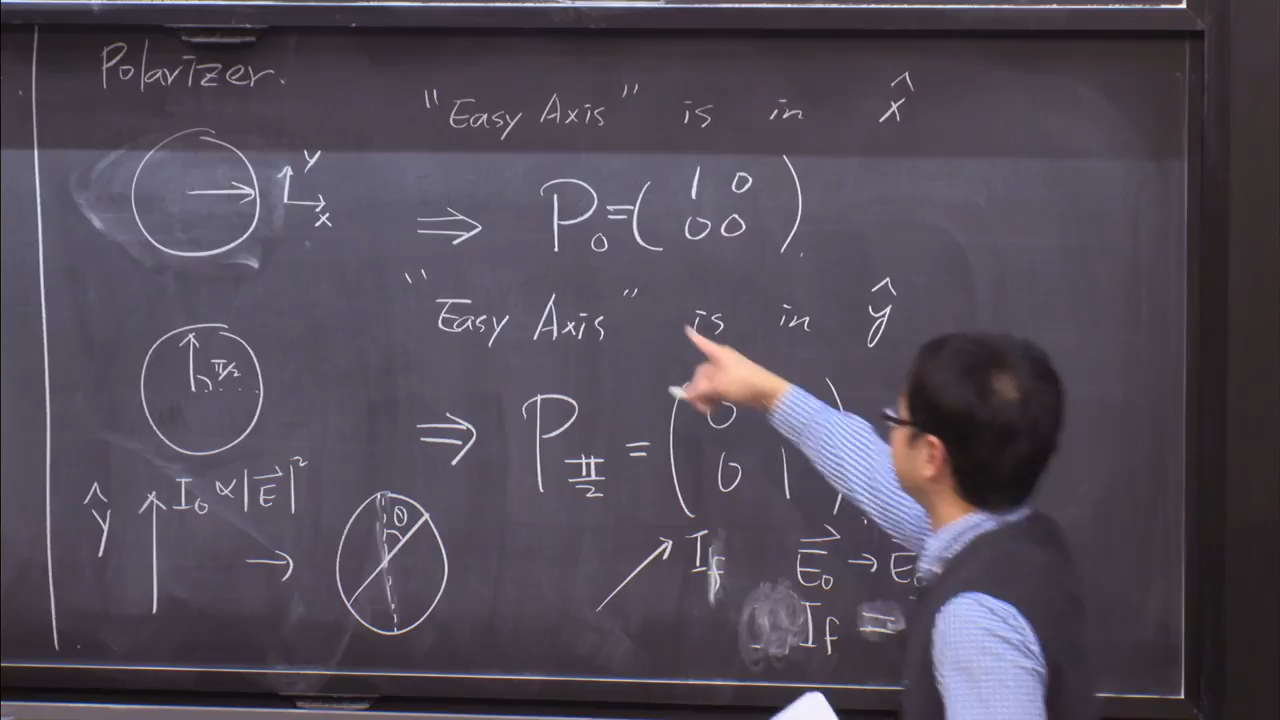 Polarizer.
"Easy Axis" is in x̂
y
x
⇒ P₀ = ( 1 0
0 0 )
"Easy Axis" is in ŷ
π/2
⇒ P_π/2 = ( 0
0 1
ŷ I₀ ∝ |E⃗|²
→
θ
I_f
E⃗₀ → E₀
I_f =